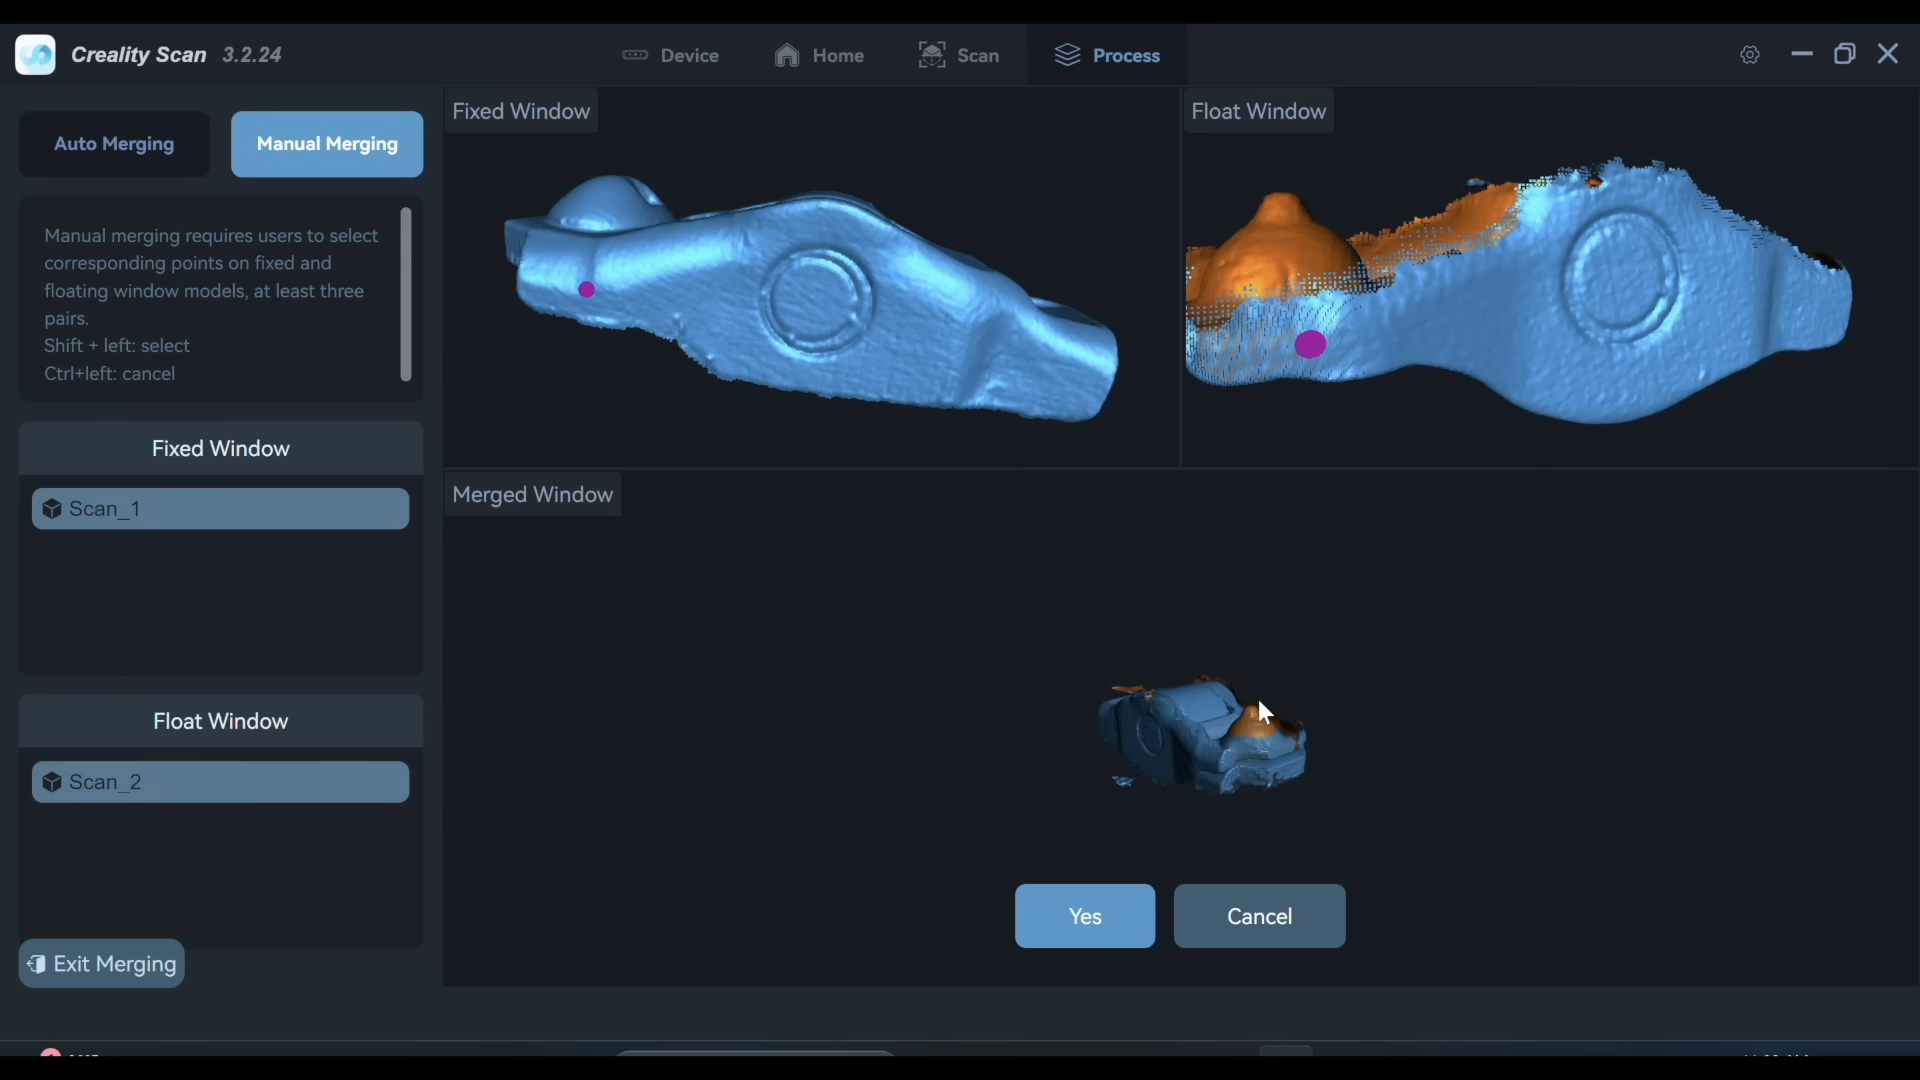 Creality Scan 3.2.24
Device
Home
Scan
Process
Auto Merging
Manual Merging
Manual merging requires users to select
corresponding points on fixed and
floating window models, at least three
pairs.
Shift + left: select
Ctrl+left: cancel
Fixed Window
Scan_1
Float Window
Scan_2
Exit Merging
Fixed Window
Float Window
Merged Window
Yes
Cancel